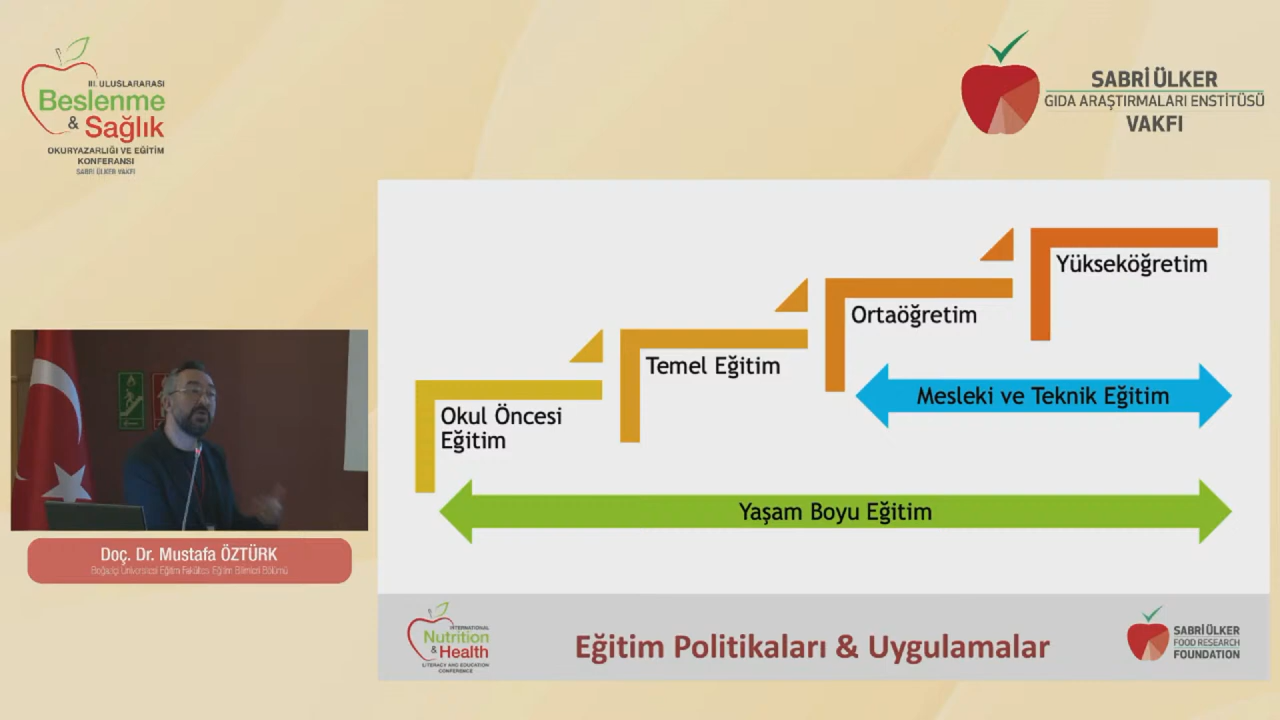 III. ULUSLARARASI
Beslenme
& Sağlık
OKURYAZARLIĞI VE EĞİTİM
KONFERANSI
SABRİ ÜLKER VAKFI
SABRİ ÜLKER
GIDA ARAŞTIRMALARI ENSTİTÜSÜ
VAKFI
Yükseköğretim
Ortaöğretim
Temel Eğitim
Mesleki ve Teknik Eğitim
Okul Öncesi
Eğitim
Yaşam Boyu Eğitim
Doç. Dr. Mustafa ÖZTÜRK
Boğaziçi Üniversitesi Eğitim Fakültesi Eğitim Bilimleri Bölümü
INTERNATIONAL
Nutrition
& Health
LITERACY AND EDUCATION
CONFERENCE
Eğitim Politikaları & Uygulamalar
SABRİ ÜLKER
FOOD RESEARCH
FOUNDATION